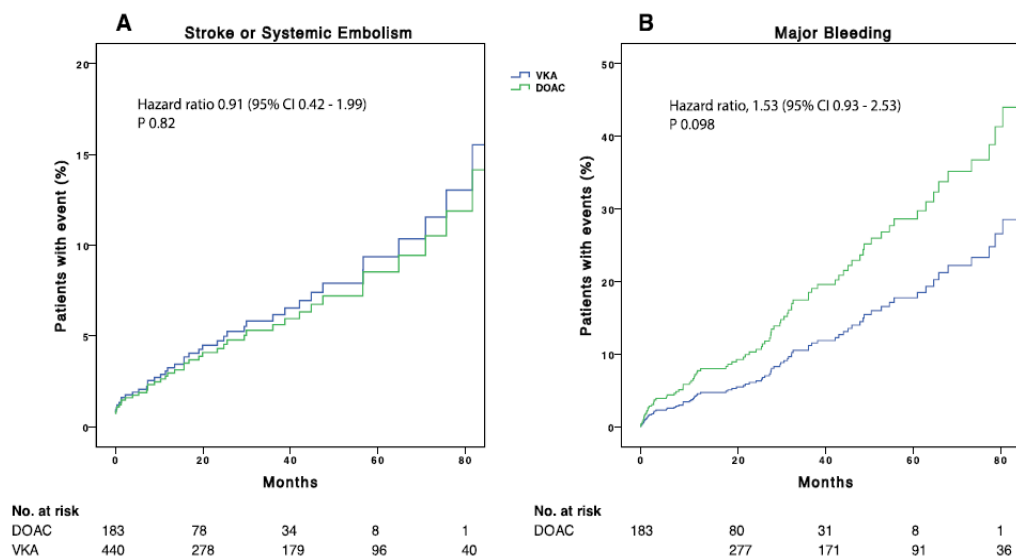 A
Stroke or Systemic Embolism
Patients with event (%)
20
15
10
5
0
Hazard ratio 0.91 (95% CI 0.42 - 1.99)
P 0.82
0 20 40 60 80
Months
VKA
DOAC
B
Major Bleeding
Patients with events (%)
50
40
30
20
10
0
Hazard ratio, 1.53 (95% CI 0.93 - 2.53)
P 0.098
0 20 40 60 80
Months
No. at risk
DOAC 183 78 34 8 1
VKA 440 278 179 96 40
No. at risk
DOAC 183 80 31 8 1
277 171 91 36